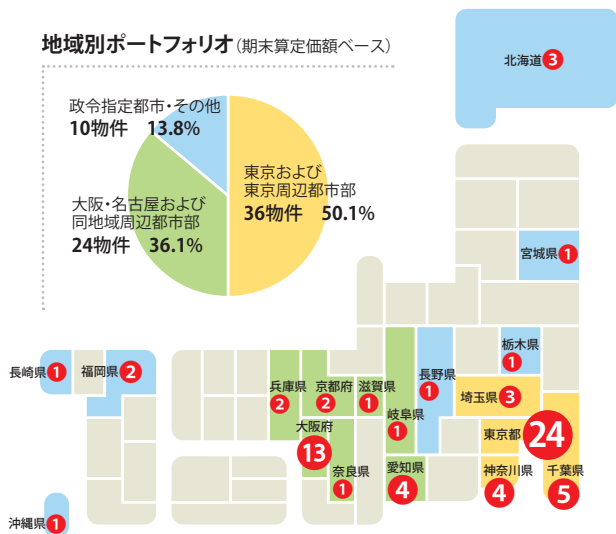 地域別ポートフォリオ(期末算定価額ベース)
政令指定都市・その他
10物件 13.8%
東京および
東京周辺都市部
36物件 50.1%
大阪・名古屋および
同地域周辺都市部
24物件 36.1%
北海道 3
宮城県 1
栃木県
1
長野県
1
埼玉県 3
東京都 24
神奈川県
4
千葉県
5
長崎県 1
福岡県 2
兵庫県
2
京都府
2
滋賀県
1
岐阜県
1
大阪府
13
奈良県
1
愛知県
4
沖縄県 1